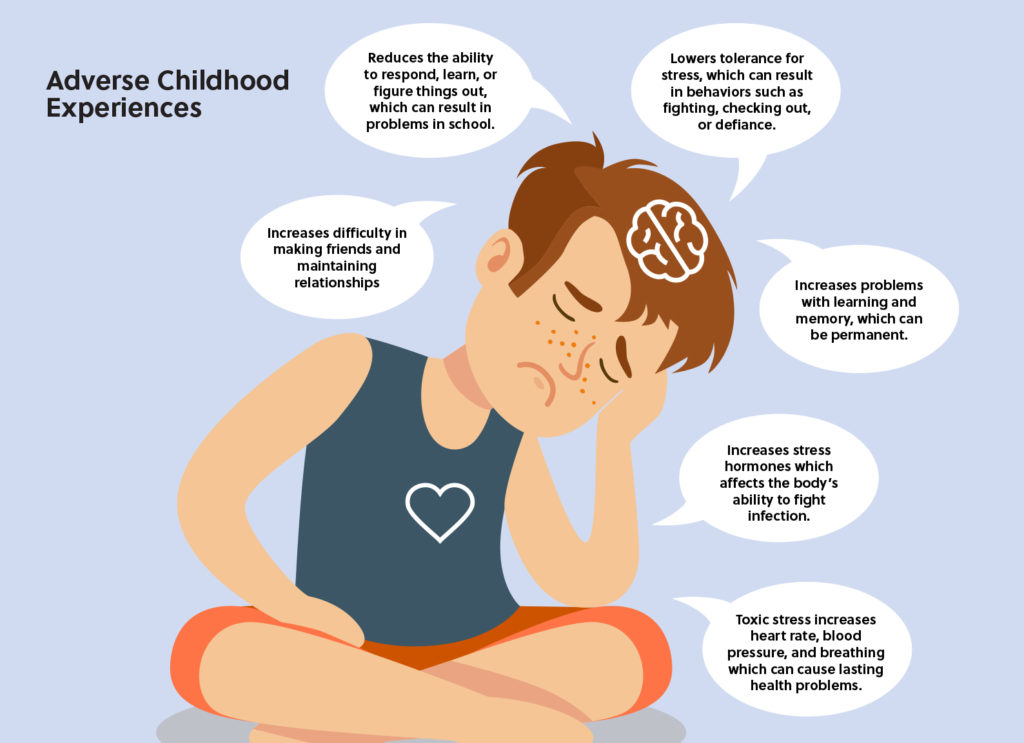 Adverse Childhood
Experiences
Reduces the ability
to respond, learn, or
figure things out,
which can result in
problems in school.
Lowers tolerance for
stress, which can result
in behaviors such as
fighting, checking out,
or defiance.
Increases difficulty in
making friends and
maintaining
relationships
Increases problems
with learning and
memory, which can
be permanent.
Increases stress
hormones which
affects the body's
ability to fight
infection.
Toxic stress increases
heart rate, blood
pressure, and breathing
which can cause lasting
health problems.